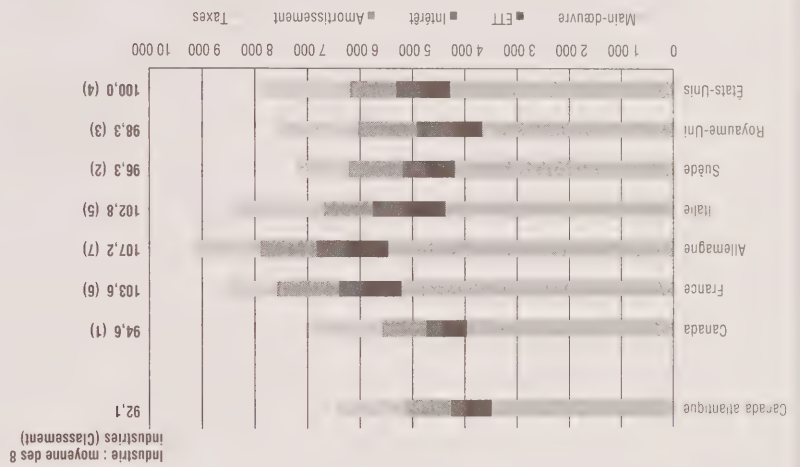 Industrie : moyenne des 8
industries (Classement)
Canada atlantique 92,1
Canada 94,6 (1)
France 103,6 (6)
Allemagne 107,2 (7)
Italie 102,8 (5)
Suède 96,3 (2)
Royaume-Uni 98,3 (3)
États-Unis 100,0 (4)
0 1 000 2 000 3 000 4 000 5 000 6 000 7 000 8 000 9 000 10 000
Main-dœuvre ETT Intérêt Amortissement Taxes